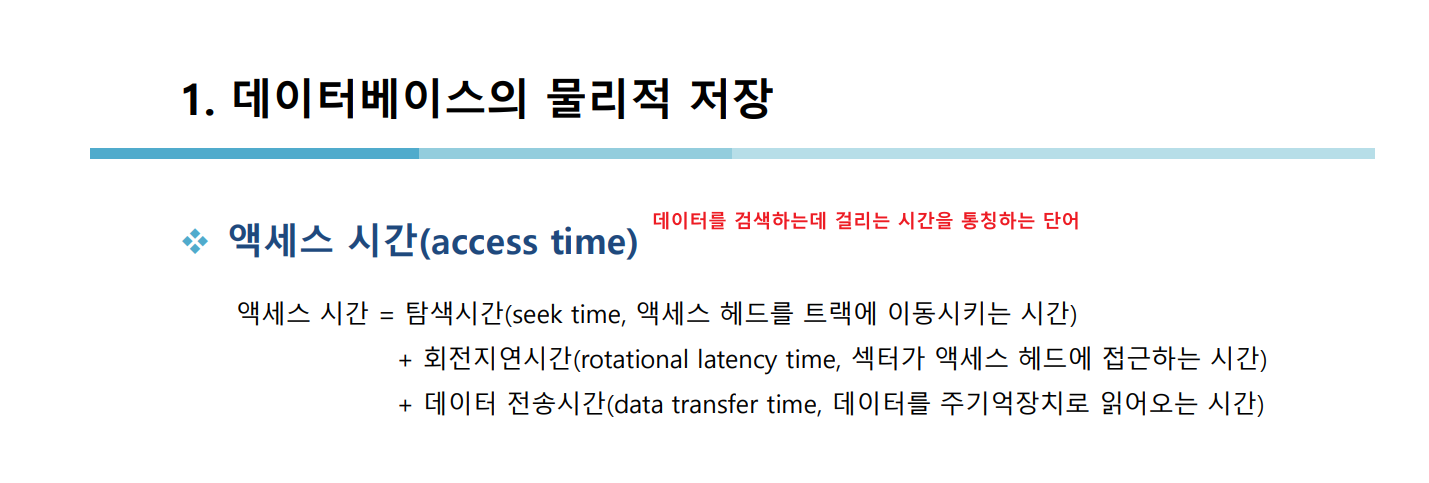 1. 데이터베이스의 물리적 저장
데이터를 검색하는데 걸리는 시간을 통칭하는 단어
액세스 시간(access time)
액세스 시간 = 탐색시간(seek time, 액세스 헤드를 트랙에 이동시키는 시간)
+ 회전지연시간(rotational latency time, 섹터가 액세스 헤드에 접근하는 시간)
+ 데이터 전송시간(data transfer time, 데이터를 주기억장치로 읽어오는 시간)